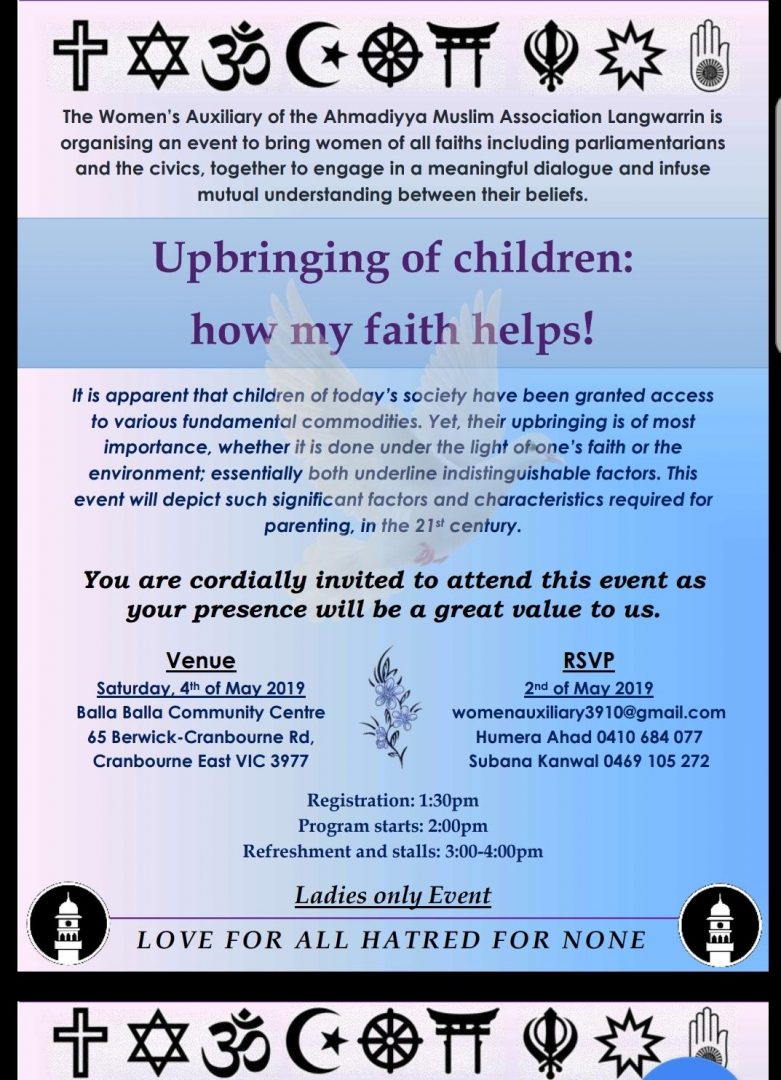 The Women's Auxiliary of the Ahmadiyya Muslim Association Langwarrin is
organising an event to bring women of all faiths including parliamentarians
and the civics, together to engage in a meaningful dialogue and infuse
mutual understanding between their beliefs.
Upbringing of children:
how my faith helps!
It is apparent that children of today's society have been granted access
to various fundamental commodities. Yet, their upbringing is of most
importance, whether it is done under the light of one's faith or the
environment; essentially both underline indistinguishable factors. This
event will depict such significant factors and characteristics required for
parenting, in the 21st century.
You are cordially invited to attend this event as
your presence will be a great value to us.
Venue
Saturday, 4th of May 2019
Balla Balla Community Centre
65 Berwick-Cranbourne Rd,
Cranbourne East VIC 3977
RSVP
2nd of May 2019
womenauxiliary3910@gmail.com
Humera Ahad 0410 684 077
Subana Kanwal 0469 105 272
Registration: 1:30pm
Program starts: 2:00pm
Refreshment and stalls: 3:00-4:00pm
Ladies only Event
LOVE FOR ALL HATRED FOR NONE